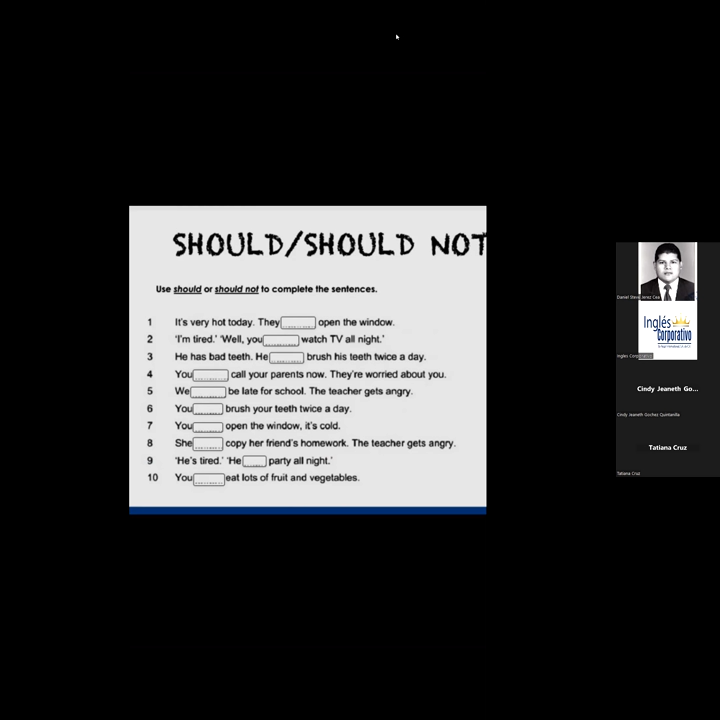 SHOULD/SHOULD NOT
Use should or should not to complete the sentences.
1 It's very hot today. They ........... open the window.
2 'I'm tired.' 'Well, you ........... watch TV all night.'
3 He has bad teeth. He ........... brush his teeth twice a day.
4 You ........... call your parents now. They're worried about you.
5 We ........... be late for school. The teacher gets angry.
6 You ........... brush your teeth twice a day.
7 You ........... open the window, it's cold.
8 She ........... copy her friend's homework. The teacher gets angry.
9 'He's tired.' 'He ........... party all night.'
10 You ........... eat lots of fruit and vegetables.
Inglés
Corporativo
Cindy Jeaneth Go...
Cindy Jeaneth Gochez Quintanilla
Tatiana Cruz
Tatiana Cruz